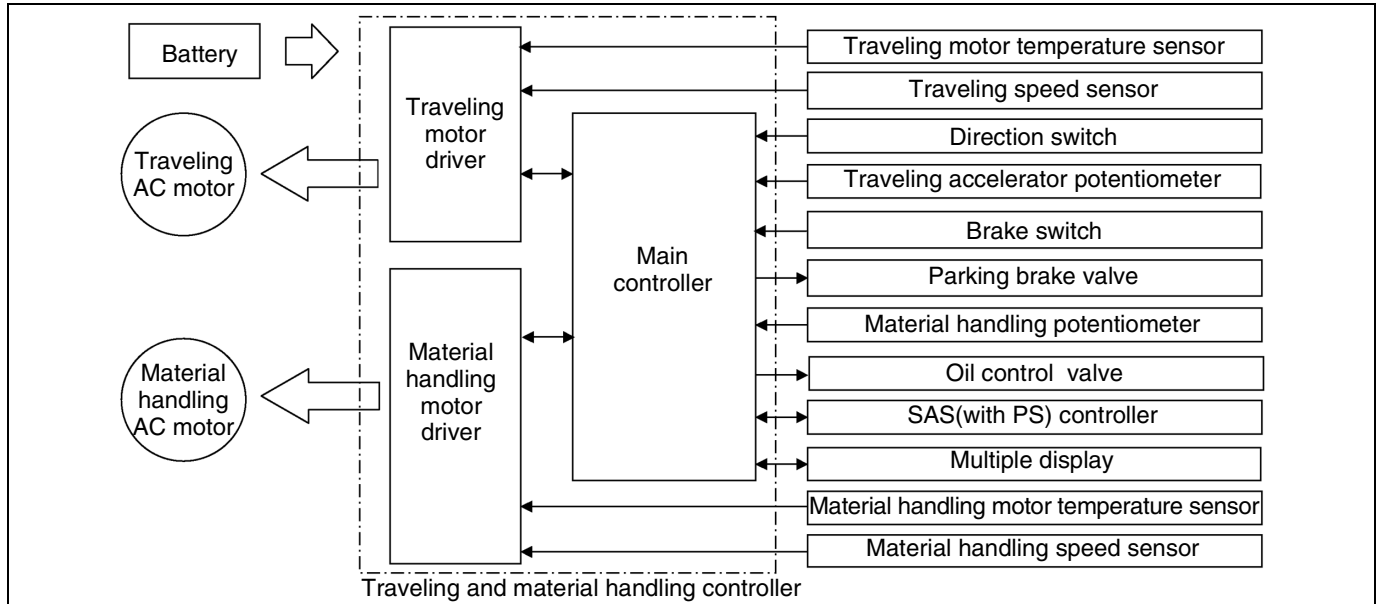 Battery
Traveling
AC motor
Material
handling
AC motor
Traveling
motor
driver
Material
handling
motor
driver
Main
controller
Traveling motor temperature sensor
Traveling speed sensor
Direction switch
Traveling accelerator potentiometer
Brake switch
Parking brake valve
Material handling potentiometer
Oil control valve
SAS(with PS) controller
Multiple display
Material handling motor temperature sensor
Material handling speed sensor
Traveling and material handling controller